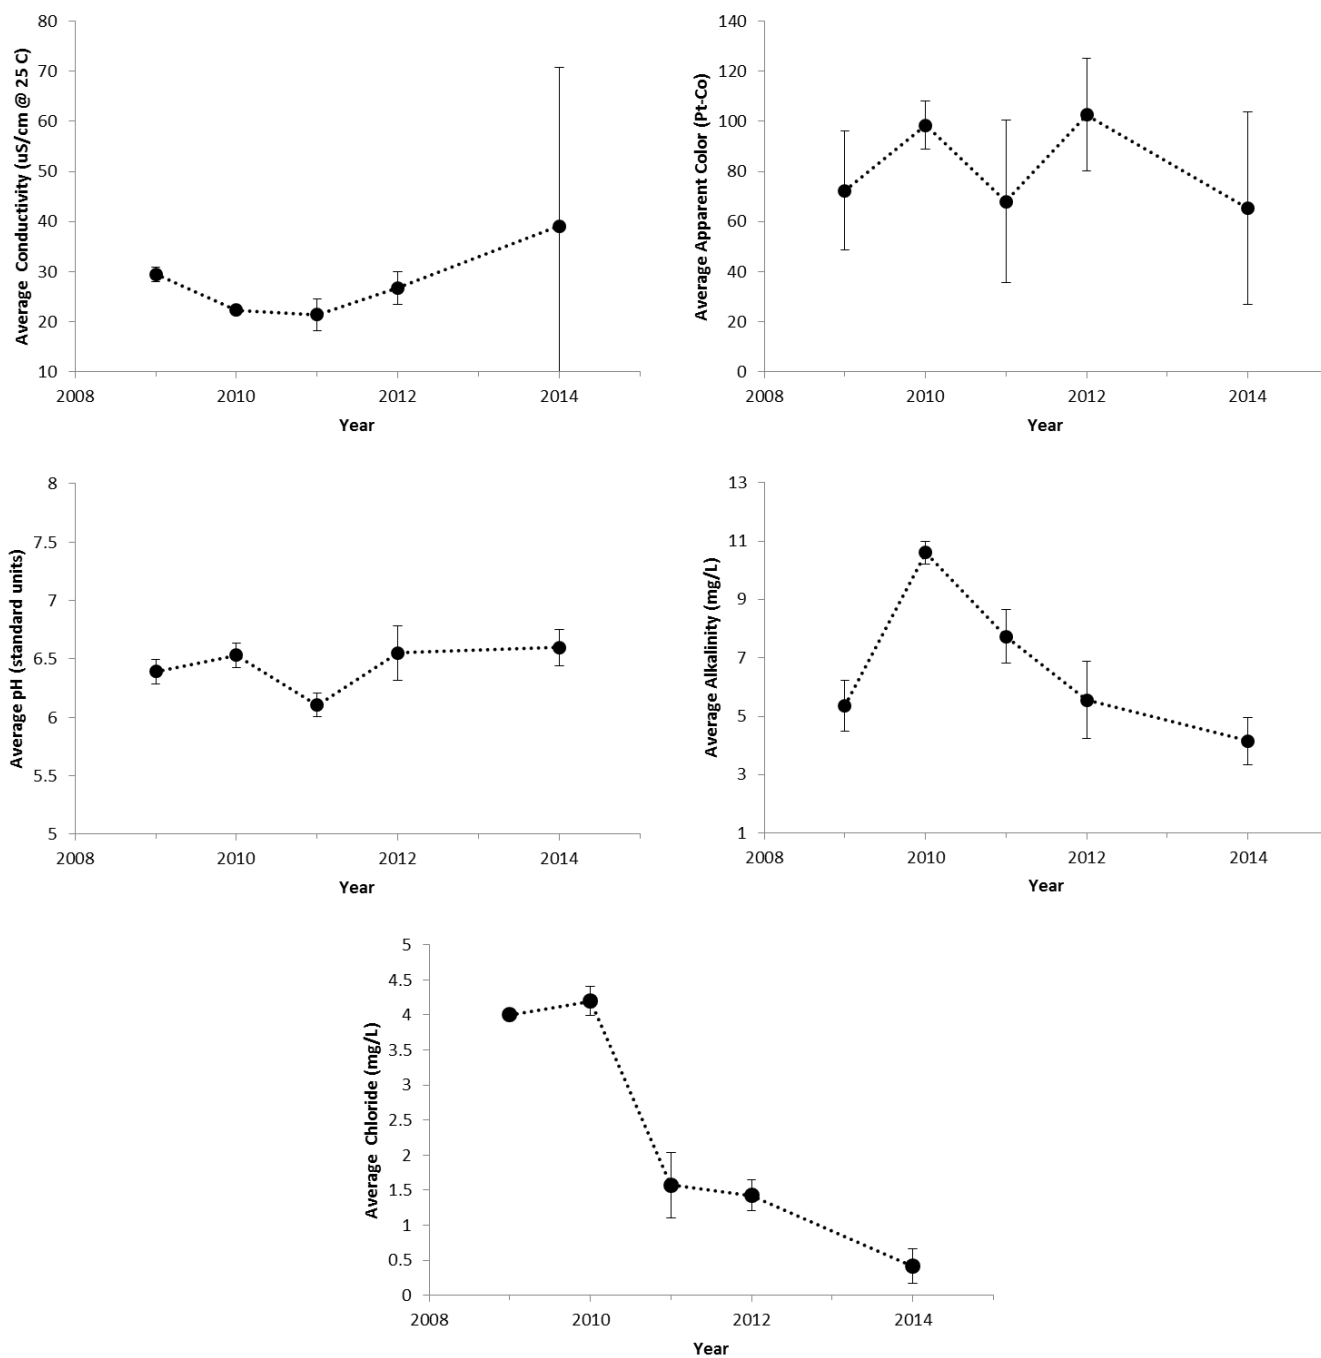 Average Conductivity (uS/cm @ 25 C)
80
70
60
50
40
30
20
10
2008 2010 2012 2014
Year
Average Apparent Color (Pt-Co)
140
120
100
80
60
40
20
0
2008 2010 2012 2014
Year
Average pH (standard units)
8
7.5
7
6.5
6
5.5
5
2008 2010 2012 2014
Year
Average Alkalinity (mg/L)
13
11
9
7
5
3
1
2008 2010 2012 2014
Year
Average Chloride (mg/L)
5
4.5
4
3.5
3
2.5
2
1.5
1
0.5
0
2008 2010 2012 2014
Year